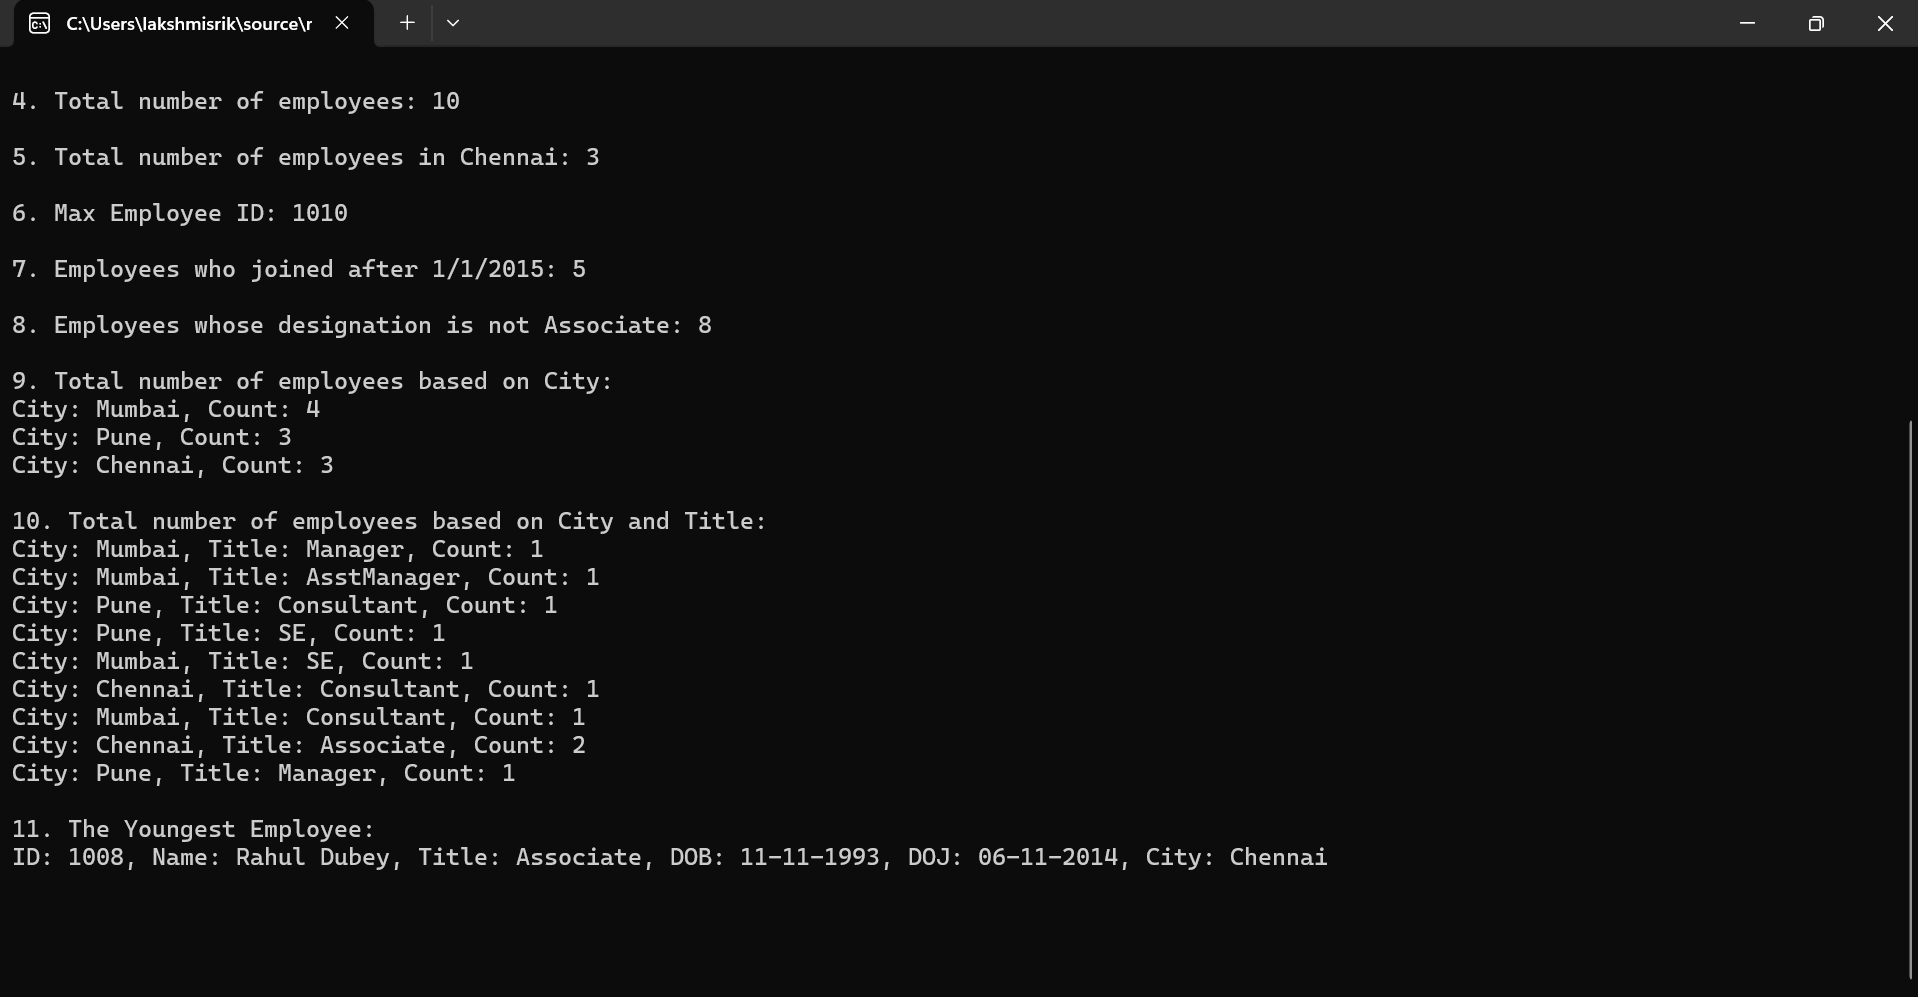 C:\Users\lakshmisrik\source\r
4. Total number of employees: 10
5. Total number of employees in Chennai: 3
6. Max Employee ID: 1010
7. Employees who joined after 1/1/2015: 5
8. Employees whose designation is not Associate: 8
9. Total number of employees based on City:
City: Mumbai, Count: 4
City: Pune, Count: 3
City: Chennai, Count: 3
10. Total number of employees based on City and Title:
City: Mumbai, Title: Manager, Count: 1
City: Mumbai, Title: AsstManager, Count: 1
City: Pune, Title: Consultant, Count: 1
City: Pune, Title: SE, Count: 1
City: Mumbai, Title: SE, Count: 1
City: Chennai, Title: Consultant, Count: 1
City: Mumbai, Title: Consultant, Count: 1
City: Chennai, Title: Associate, Count: 2
City: Pune, Title: Manager, Count: 1
11. The Youngest Employee:
ID: 1008, Name: Rahul Dubey, Title: Associate, DOB: 11-11-1993, DOJ: 06-11-2014, City: Chennai